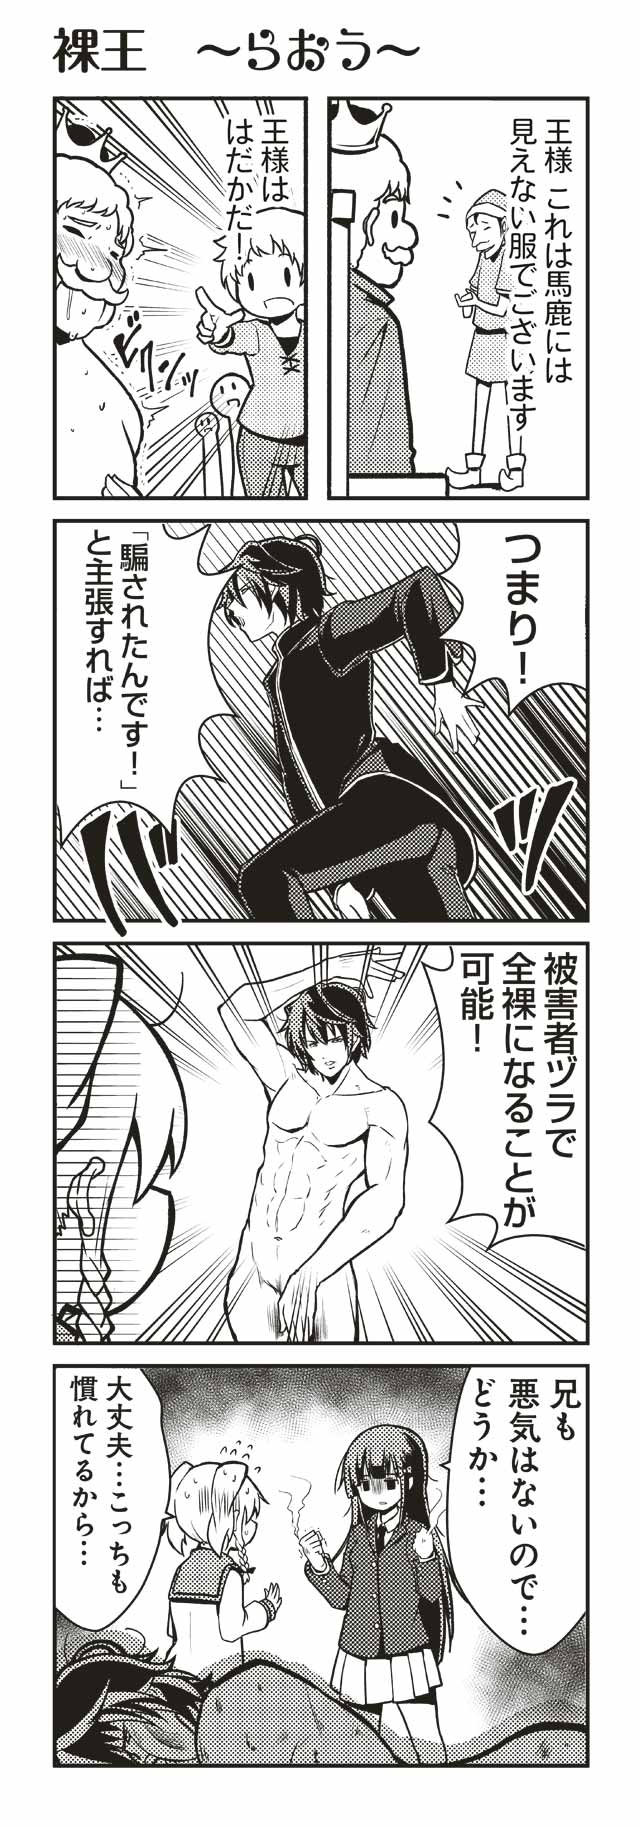 裸王　～らおう～
王様 これは馬鹿には
見えない服でございます
王様は
はだかだ！
ビクンッ
つまり！
「騙されたんです！」
と主張すれば…
バッ
被害者ヅラで
全裸になることが
可能！
兄も
悪気はないので…
どうか…
大丈夫…こっちも
慣れてるから…